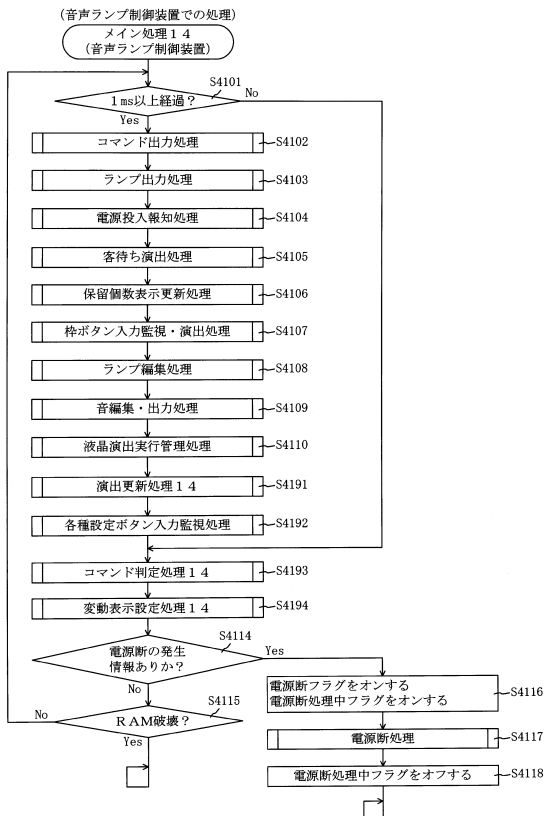 (音声ランプ制御装置での処理)
メイン処理14
(音声ランプ制御装置)
S4101
1ms以上経過?
No
Yes
コマンド出力処理
S4102
ランプ出力処理
S4103
電源投入報知処理
S4104
客待ち演出処理
S4105
保留個数表示更新処理
S4106
枠ボタン入力監視・演出処理
S4107
ランプ編集処理
S4108
音編集・出力処理
S4109
液晶演出実行管理処理
S4110
演出更新処理14
S4191
各種設定ボタン入力監視処理
S4192
コマンド判定処理14
S4193
変動表示設定処理14
S4194
S4114
電源断の発生
情報ありか?
Yes
No
電源断フラグをオンする
電源断処理中フラグをオンする
S4116
S4115
RAM破壊?
No
Yes
電源断処理
S4117
電源断処理中フラグをオフする
S4118